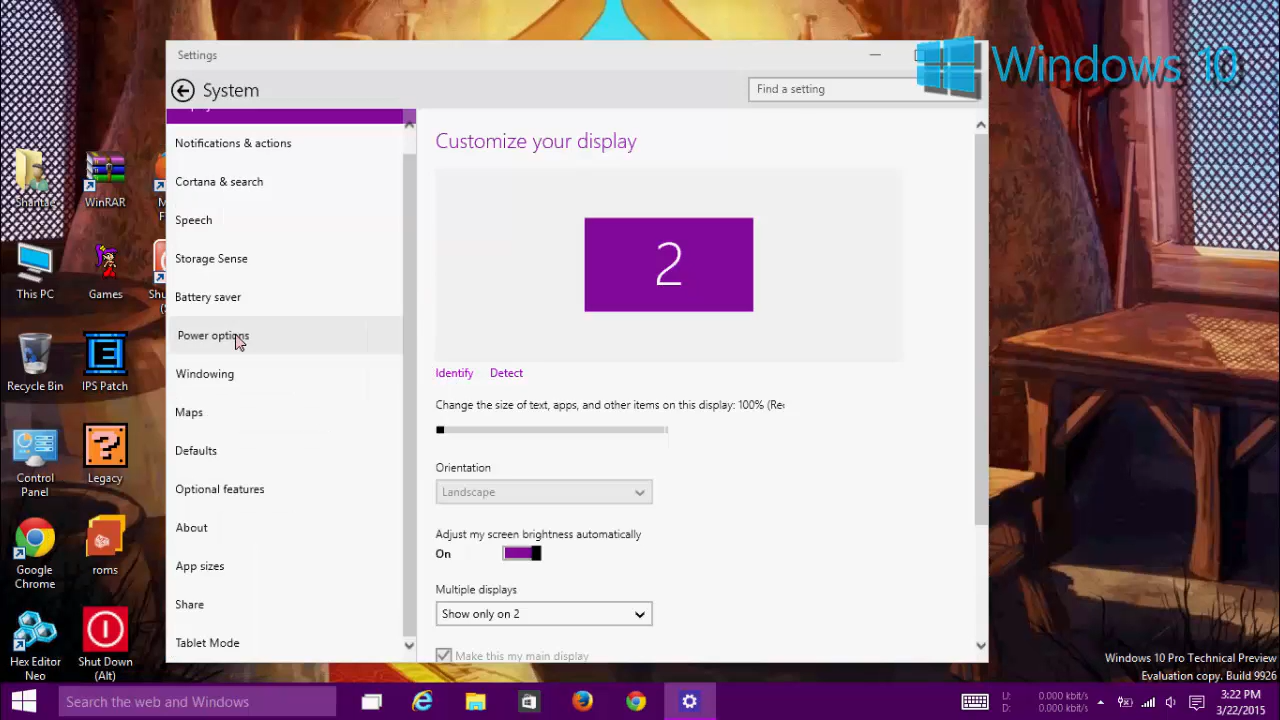 Settings
Windows 10
System
Find a setting
Notifications & actions
Cortana & search
Speech
Storage Sense
Battery saver
Power options
Windowing
Maps
Defaults
Optional features
About
App sizes
Share
Tablet Mode
Customize your display
2
Identify Detect
Change the size of text, apps, and other items on this display: 100%
Orientation
Landscape
Adjust my screen brightness automatically
On
Multiple displays
Show only on 2
Make this my main display
Shantae
WinRAR
This PC
Games
Recycle Bin
IPS Patch
Control
Panel
Legacy
Google
Chrome
roms
Hex Editor
Neo
Shut Down
(Alt)
Windows 10 Pro Technical Preview
Evaluation copy. Build 9926
Search the web and Windows
U: 0.000 kbit/s
D: 0.000 kbit/s
3:22 PM
3/22/2015